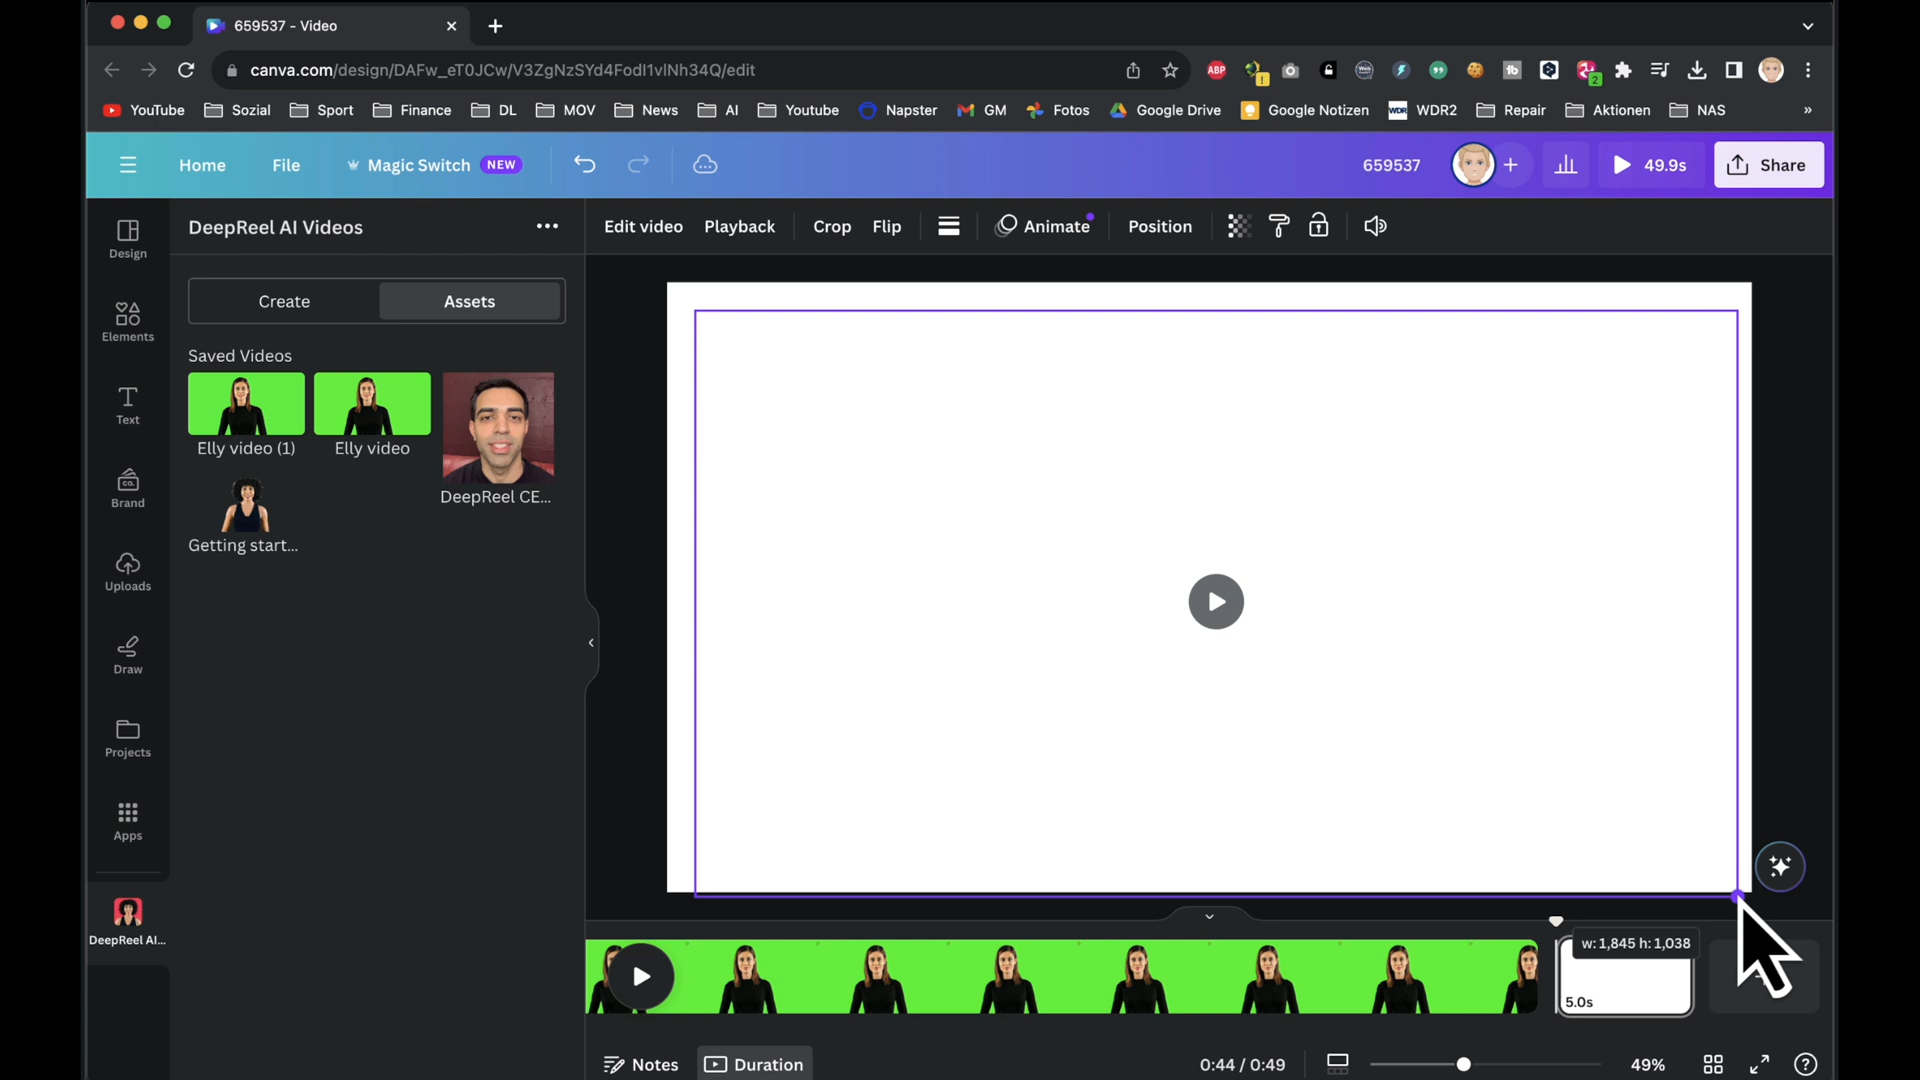 659537 - Video
canva.com/design/DAFw_eT0JCw/V3ZgNzSYd4FodI1vlNh34Q/edit
ABP
2
YouTube Sozial Sport Finance DL MOV News AI Youtube Napster GM Fotos Google Drive Google Notizen WDR WDR2 Repair Aktionen NAS »
Home File Magic Switch NEW 659537 49.9s Share
DeepReel AI Videos
Edit video Playback Crop Flip Animate Position
Design
Elements
Text
Brand
CO.
Uploads
Draw
Projects
Apps
DeepReel AI...
Create Assets
Saved Videos
Elly video (1)
Elly video
DeepReel CE...
Getting start...
w: 1,845 h: 1,038
5.0s
Notes Duration 0:44 / 0:49 49%